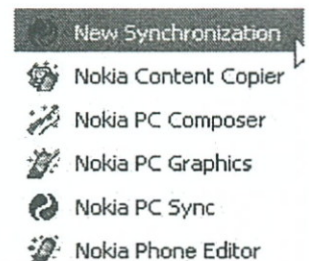 New Synchronization
Nokia Content Copier
Nokia PC Composer
Nokia PC Graphics
Nokia PC Sync
Nokia Phone Editor